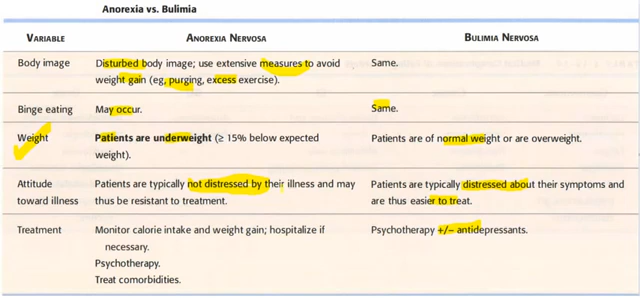 Anorexia vs. Bulimia
VARIABLE ANOREXIA NERVOSA BULIMIA NERVOSA
Body image Disturbed body image; use extensive measures to avoid Same.
weight gain (eg, purging, excess exercise).
Binge eating May occur. Same.
Weight Patients are underweight (≥ 15% below expected Patients are of normal weight or are overweight.
weight).
Attitude Patients are typically not distressed by their illness and may Patients are typically distressed about their symptoms and
toward illness thus be resistant to treatment. are thus easier to treat.
Treatment Monitor calorie intake and weight gain; hospitalize if Psychotherapy +/– antidepressants.
necessary.
Psychotherapy.
Treat comorbidities.